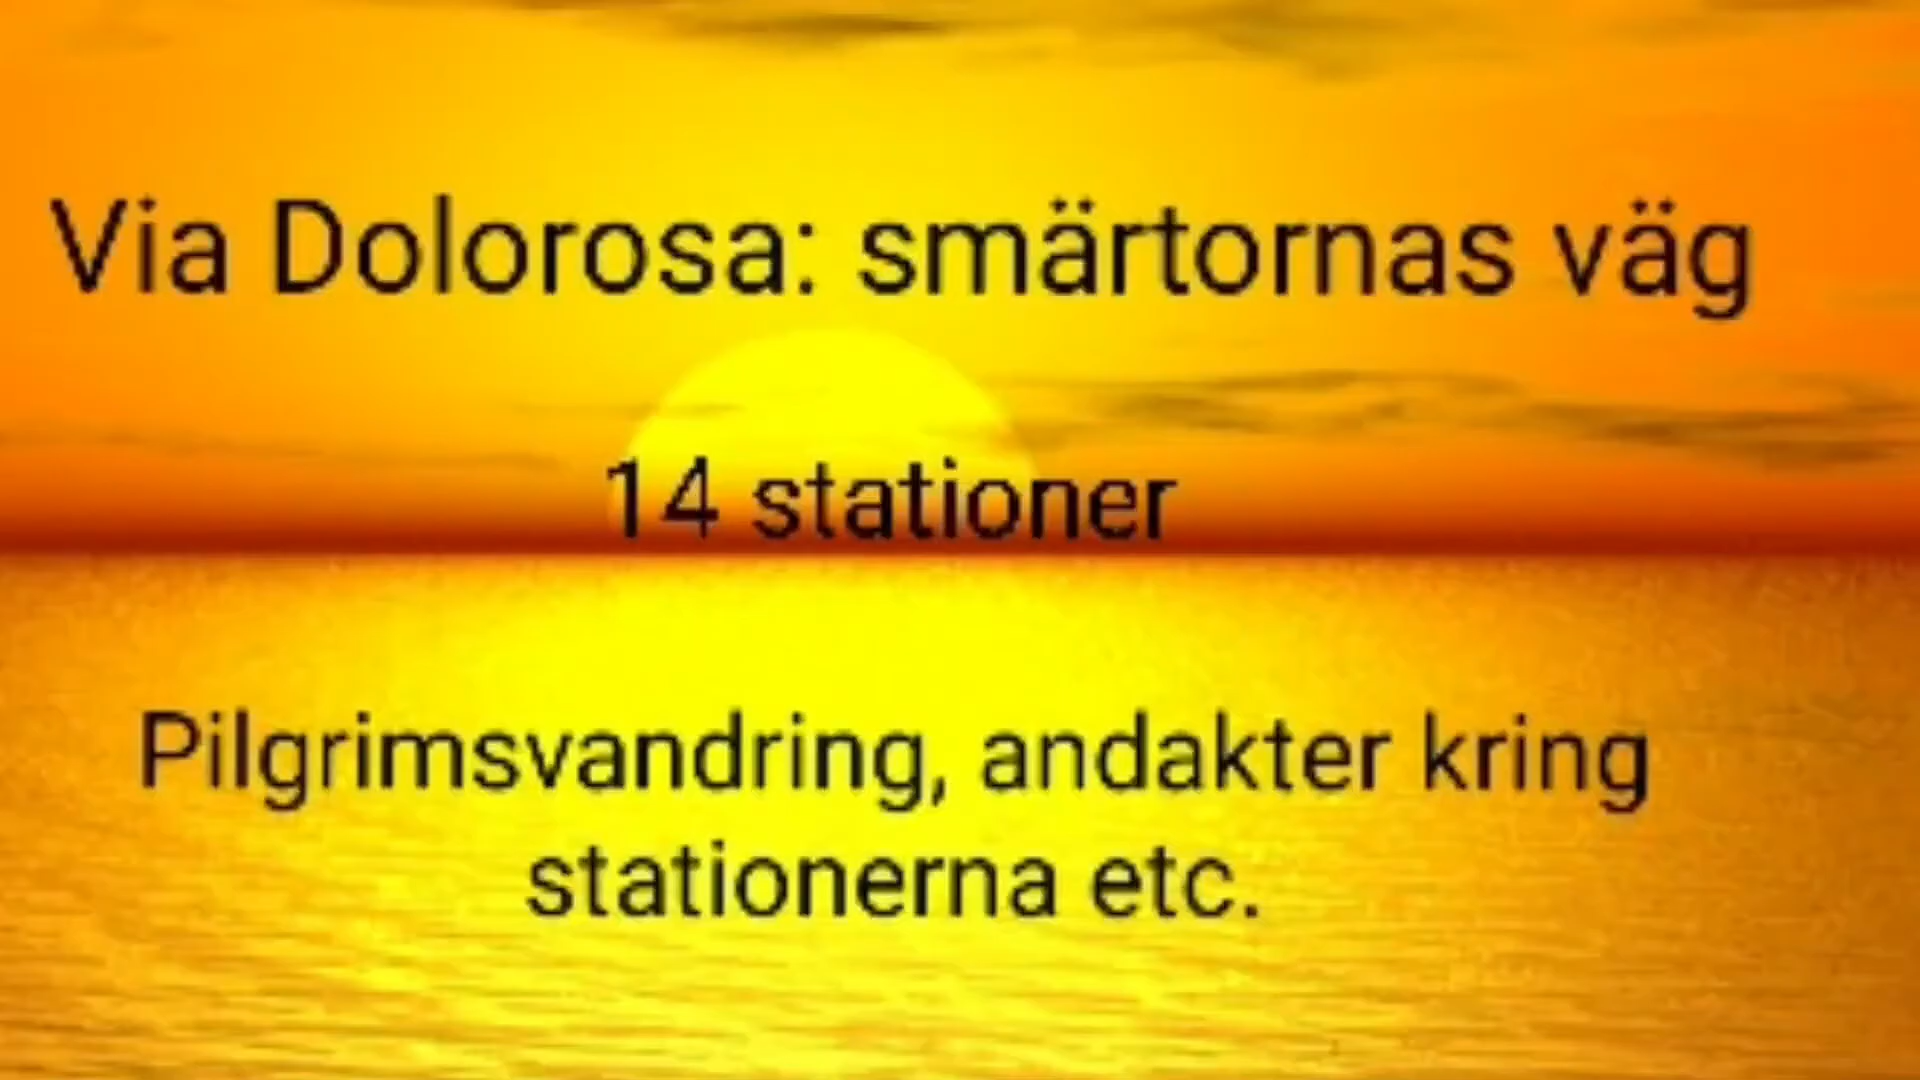 Via Dolorosa: smärtornas väg
14 stationer
Pilgrimsvandring, andakter kring
stationerna etc.